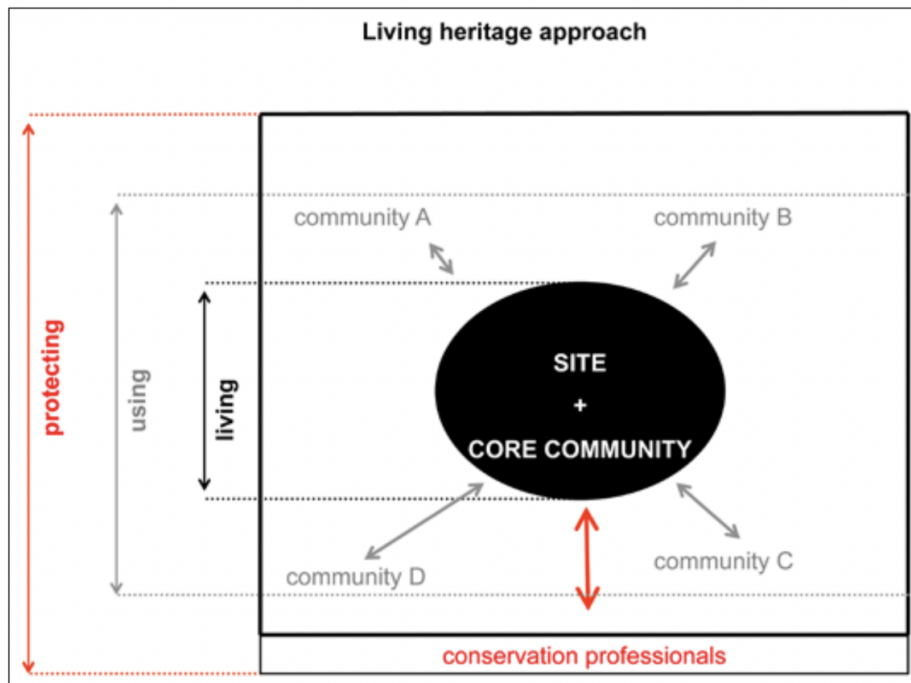 Living heritage approach
community A
community B
protecting
using
living
SITE
+
CORE COMMUNITY
community D
community C
conservation professionals